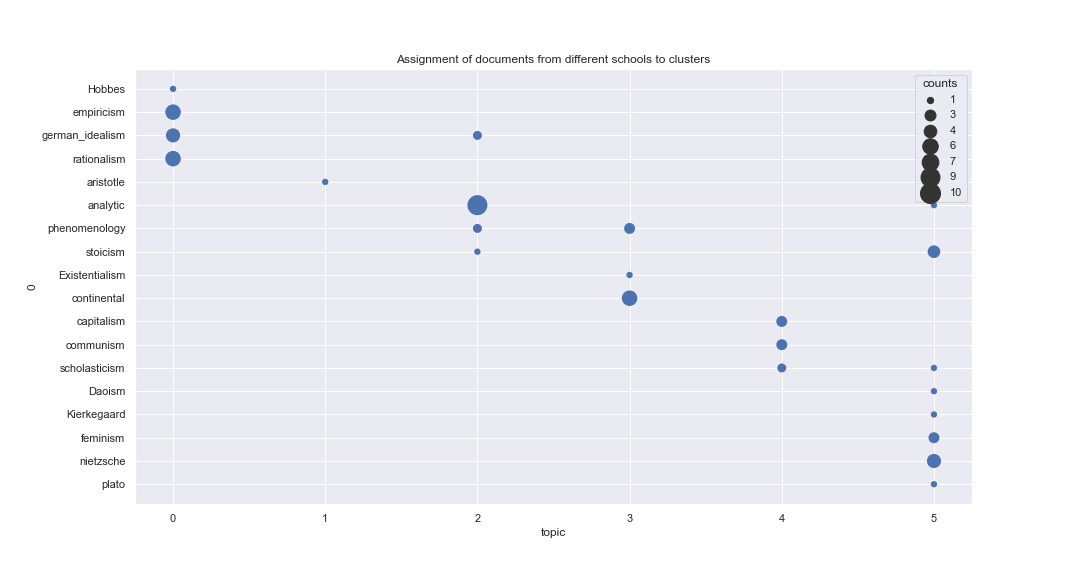 Assignment of documents from different schools to clusters
Hobbes
empiricism
german_idealism
rationalism
aristotle
analytic
phenomenology
stoicism
Existentialism
continental
capitalism
communism
scholasticism
Daoism
Kierkegaard
feminism
nietzsche
plato
0
counts
1
3
4
6
7
9
10
0 1 2 3 4 5
topic